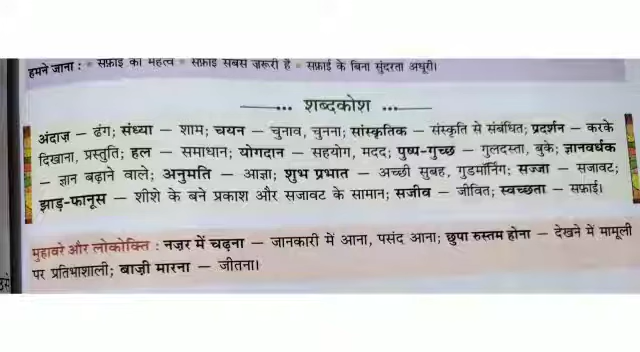 हमने जाना : • सफ़ाई का महत्व • सफ़ाई सबसे ज़रूरी है • सफ़ाई के बिना सुंदरता अधूरी।
... शब्दकोश ...
अंदाज़ – ढंग; संध्या – शाम; चयन – चुनाव, चुनना; सांस्कृतिक – संस्कृति से संबंधित; प्रदर्शन – करके
दिखाना, प्रस्तुति; हल – समाधान; योगदान – सहयोग, मदद; पुष्प-गुच्छ – गुलदस्ता, बुके; ज्ञानवर्धक
– ज्ञान बढ़ाने वाले; अनुमति – आज्ञा; शुभ प्रभात – अच्छी सुबह, गुडमॉर्निंग; सज्जा – सजावट;
झाड़-फानूस – शीशे के बने प्रकाश और सजावट के सामान; सजीव – जीवित; स्वच्छता – सफ़ाई।
मुहावरे और लोकोक्ति : नज़र में चढ़ना – जानकारी में आना, पसंद आना; छुपा रुस्तम होना – देखने में मामूली
पर प्रतिभाशाली; बाज़ी मारना – जीतना।